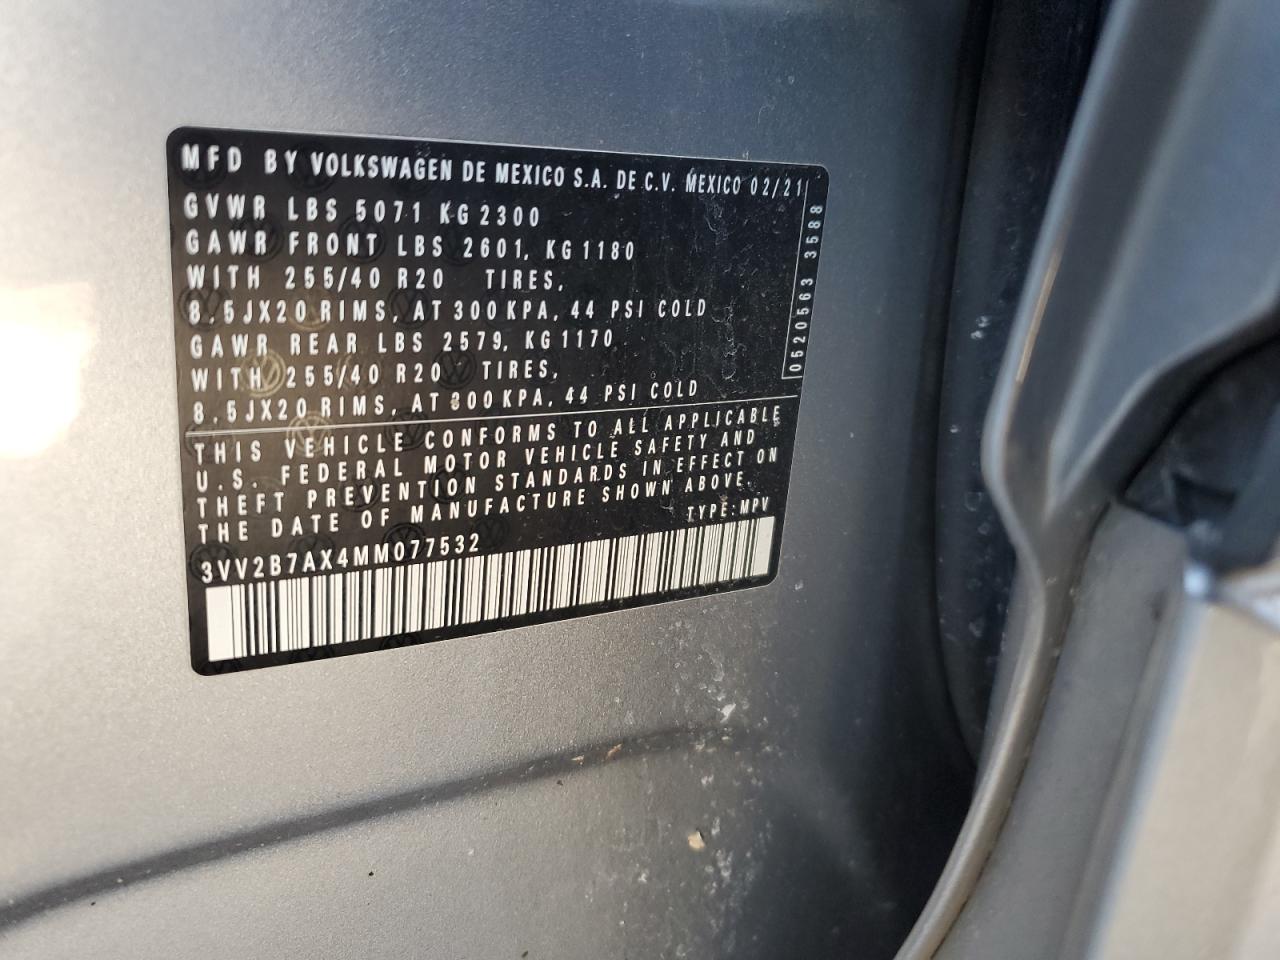 MFD BY VOLKSWAGEN DE MEXICO S.A. DE C.V. MEXICO 02/21
GVWR LBS 5071 KG 2300
GAWR FRONT LBS 2601, KG 1180
WITH 255/40 R20 TIRES,
8.5JX20 RIMS, AT 300 KPA, 44 PSI COLD
GAWR REAR LBS 2579, KG 1170
WITH 255/40 R20 TIRES,
8.5JX20 RIMS, AT 300 KPA, 44 PSI COLD
0520563 3588
THIS VEHICLE CONFORMS TO ALL APPLICABLE
U.S. FEDERAL MOTOR VEHICLE SAFETY AND
THEFT PREVENTION STANDARDS IN EFFECT ON
THE DATE OF MANUFACTURE SHOWN ABOVE.
TYPE: MPV
3VV2B7AX4MM077532